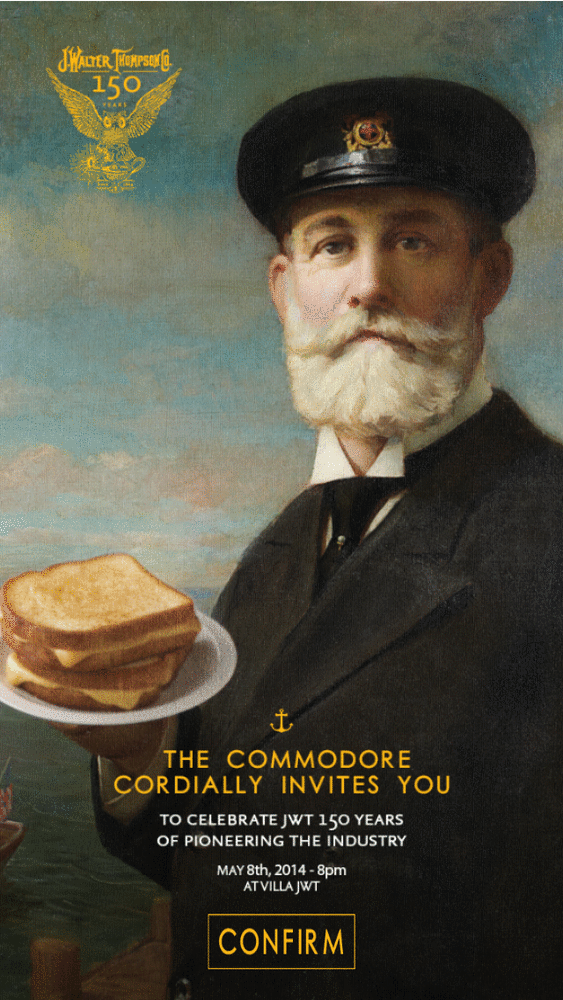 J. WALTER THOMPSON CO.
150
YEARS
THE COMMODORE
CORDIALLY INVITES YOU
TO CELEBRATE JWT 150 YEARS
OF PIONEERING THE INDUSTRY
MAY 8th, 2014 - 8pm
AT VILLA JWT
CONFIRM